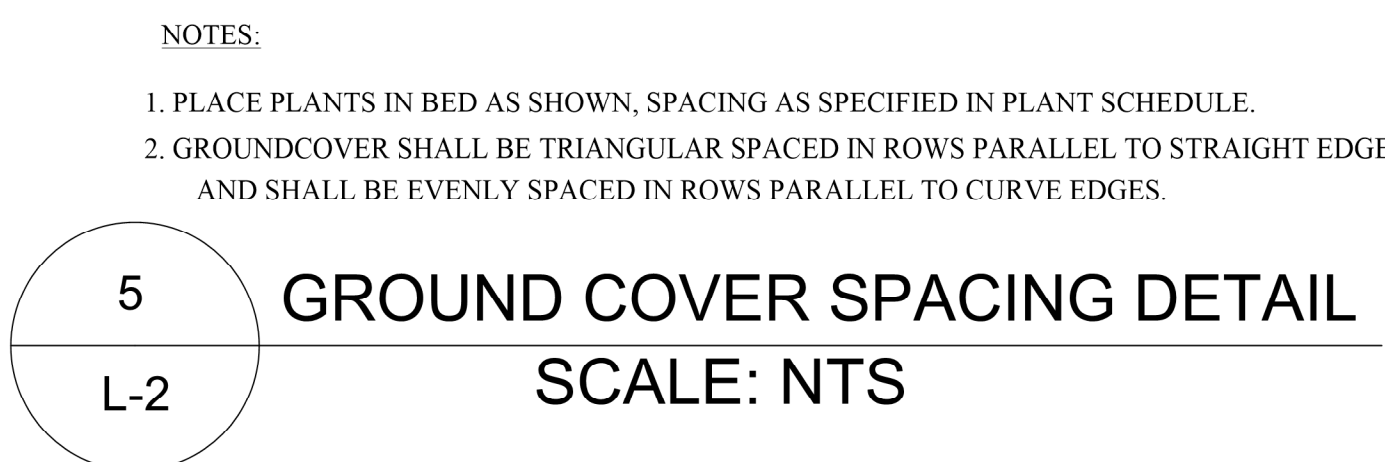 NOTES:
1. PLACE PLANTS IN BED AS SHOWN, SPACING AS SPECIFIED IN PLANT SCHEDULE.
2. GROUNDCOVER SHALL BE TRIANGULAR SPACED IN ROWS PARALLEL TO STRAIGHT EDGE
AND SHALL BE EVENLY SPACED IN ROWS PARALLEL TO CURVE EDGES.
5
GROUND COVER SPACING DETAIL
L-2
SCALE: NTS